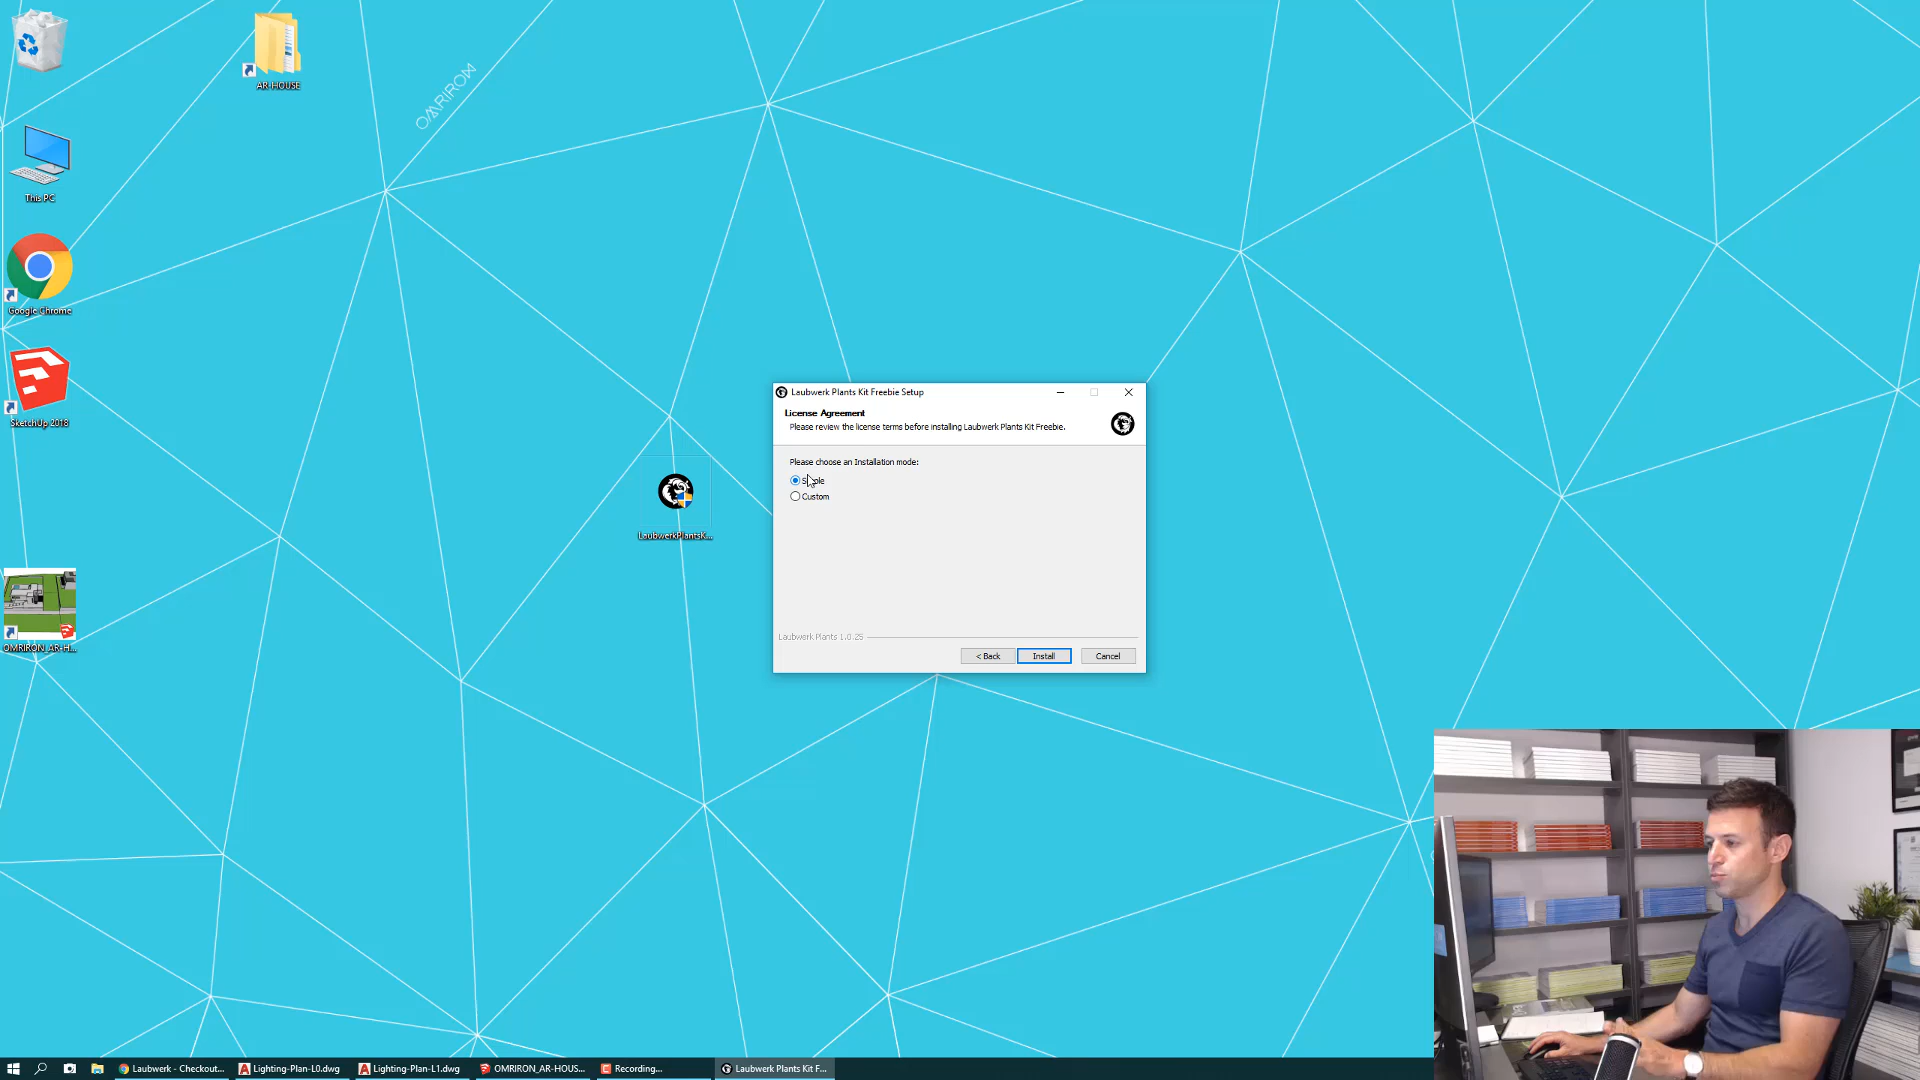 AR-HOUSE
OMRIRON
This PC
Google Chrome
SketchUp 2018
OMRIRON_AR-H...
LaubwerkPlantsK...
Laubwerk Plants Kit Freebie Setup
License Agreement
Please review the license terms before installing Laubwerk Plants Kit Freebie.
Please choose an Installation mode:
Simple
Custom
Laubwerk Plants 1.0.25
< Back
Install
Cancel
Laubwerk - Checkout...
Lighting-Plan-L0.dwg
Lighting-Plan-L1.dwg
OMRIRON_AR-HOUS...
Recording...
Laubwerk Plants Kit F...